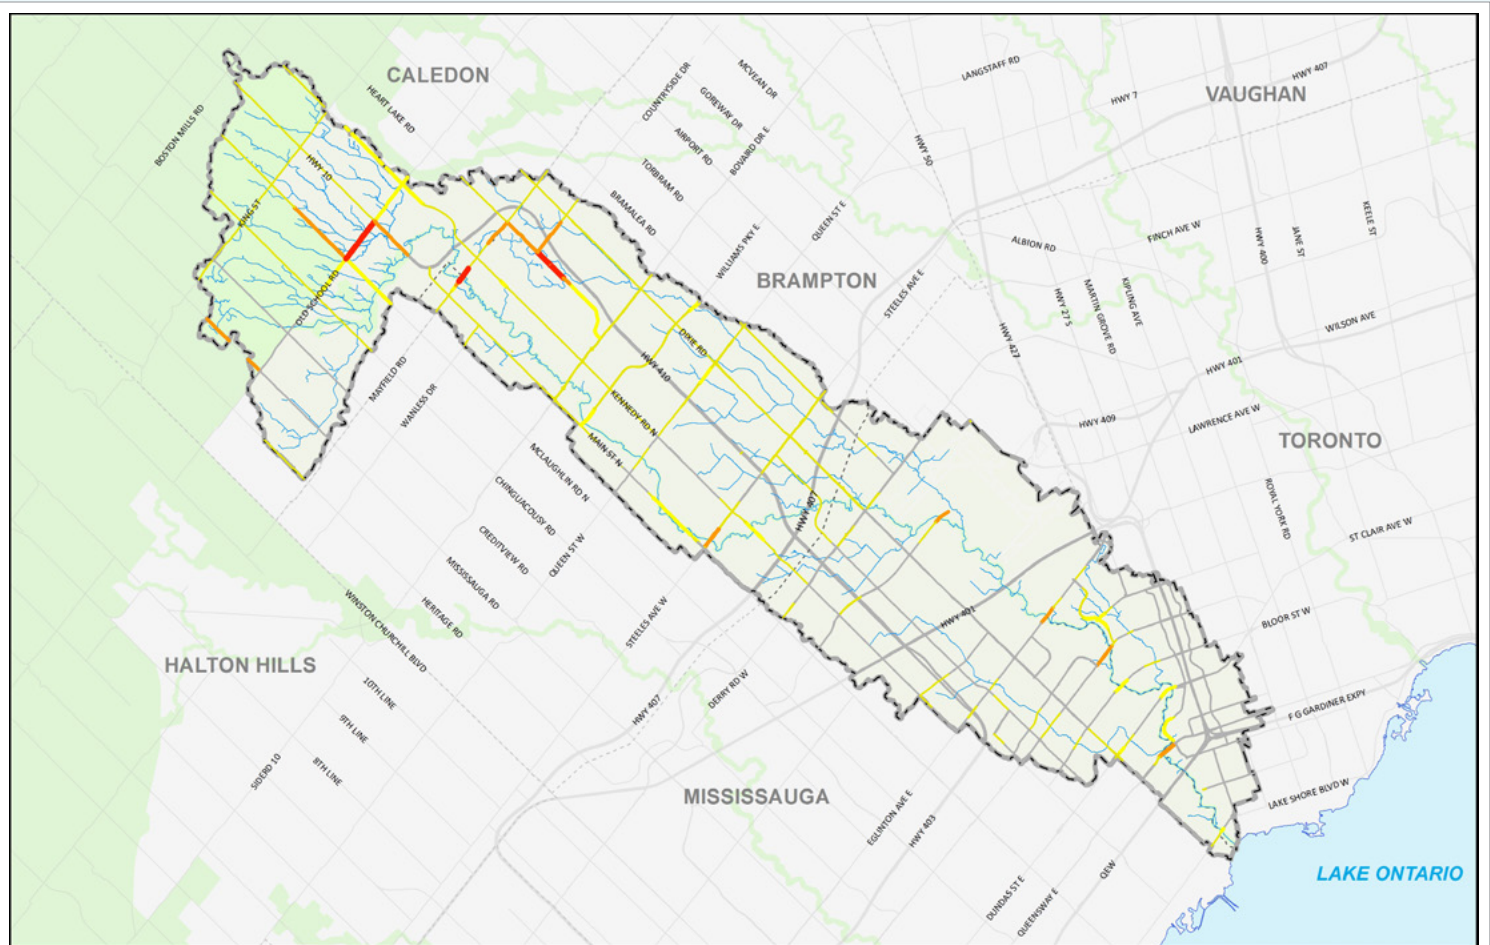 CALEDON
VAUGHAN
BRAMPTON
TORONTO
HALTON HILLS
MISSISSAUGA
LAKE ONTARIO
BOSTON MILLS RD
HEART LAKE RD
HWY 10
KING ST
OLD SCHOOL RD
MAYFIELD RD
WANLESS DR
COUNTRYSIDE DR
MCVEAN DR
GOREWAY DR
AIRPORT RD
BOVAIRD DR E
TORBRAM RD
BRAMALEA RD
WILLIAMS PKY E
QUEEN ST E
STEELES AVE E
LANGSTAFF RD
HWY 7
HWY 407
HWY 50
ALBION RD
FINCH AVE W
HWY 400
JANE ST
KEELE ST
HWY 27 S
MARTIN GROVE RD
KIPLING AVE
HWY 427
WILSON AVE
HWY 401
HWY 409
LAWRENCE AVE W
ROYAL YORK RD
ST CLAIR AVE W
BLOOR ST W
F G GARDINER EXPY
LAKE SHORE BLVD W
DIXIE RD
HWY 410
KENNEDY RD N
MAIN ST N
HWY 407
HWY 401
MCLAUGHLIN RD N
CHINGUACOUSY RD
CREDITVIEW RD
QUEEN ST W
MISSISSAUGA RD
HERITAGE RD
WINSTON CHURCHILL BLVD
STEELES AVE W
10TH LINE
9TH LINE
8TH LINE
SIDERD 10
HWY 407
DERRY RD W
EGLINTON AVE E
HWY 403
DUNDAS ST E
QUEENSWAY E
QEW